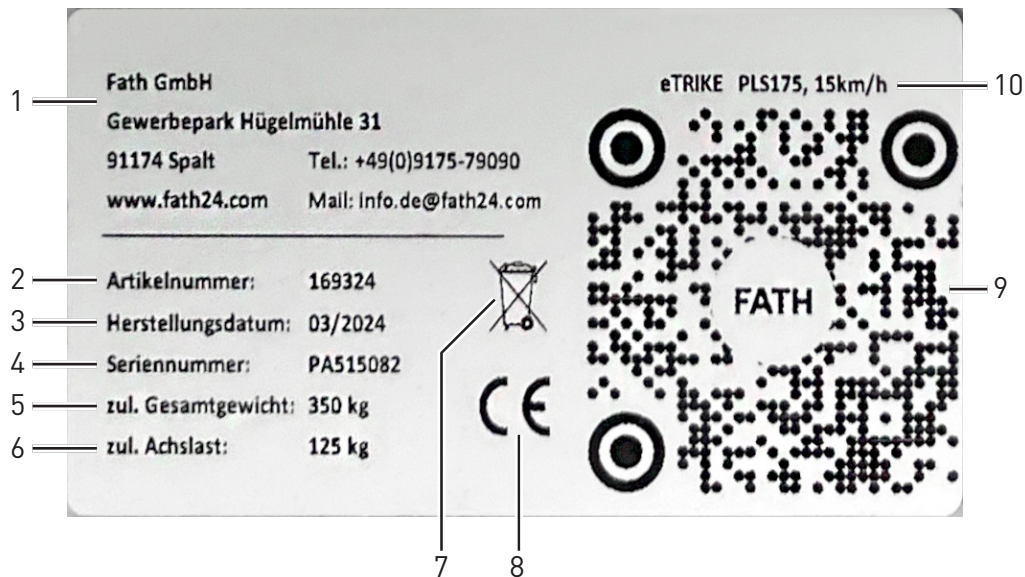 Fath GmbH
Gewerbepark Hügelmühle 31
91174 Spalt Tel.: +49(0)9175-79090
www.fath24.com Mail: info.de@fath24.com
Artikelnummer: 169324
Herstellungsdatum: 03/2024
Seriennummer: PA515082
zul. Gesamtgewicht: 350 kg
zul. Achslast: 125 kg
CE
eTRIKE PLS175, 15km/h
FATH
1
2
3
4
5
6
7
8
9
10